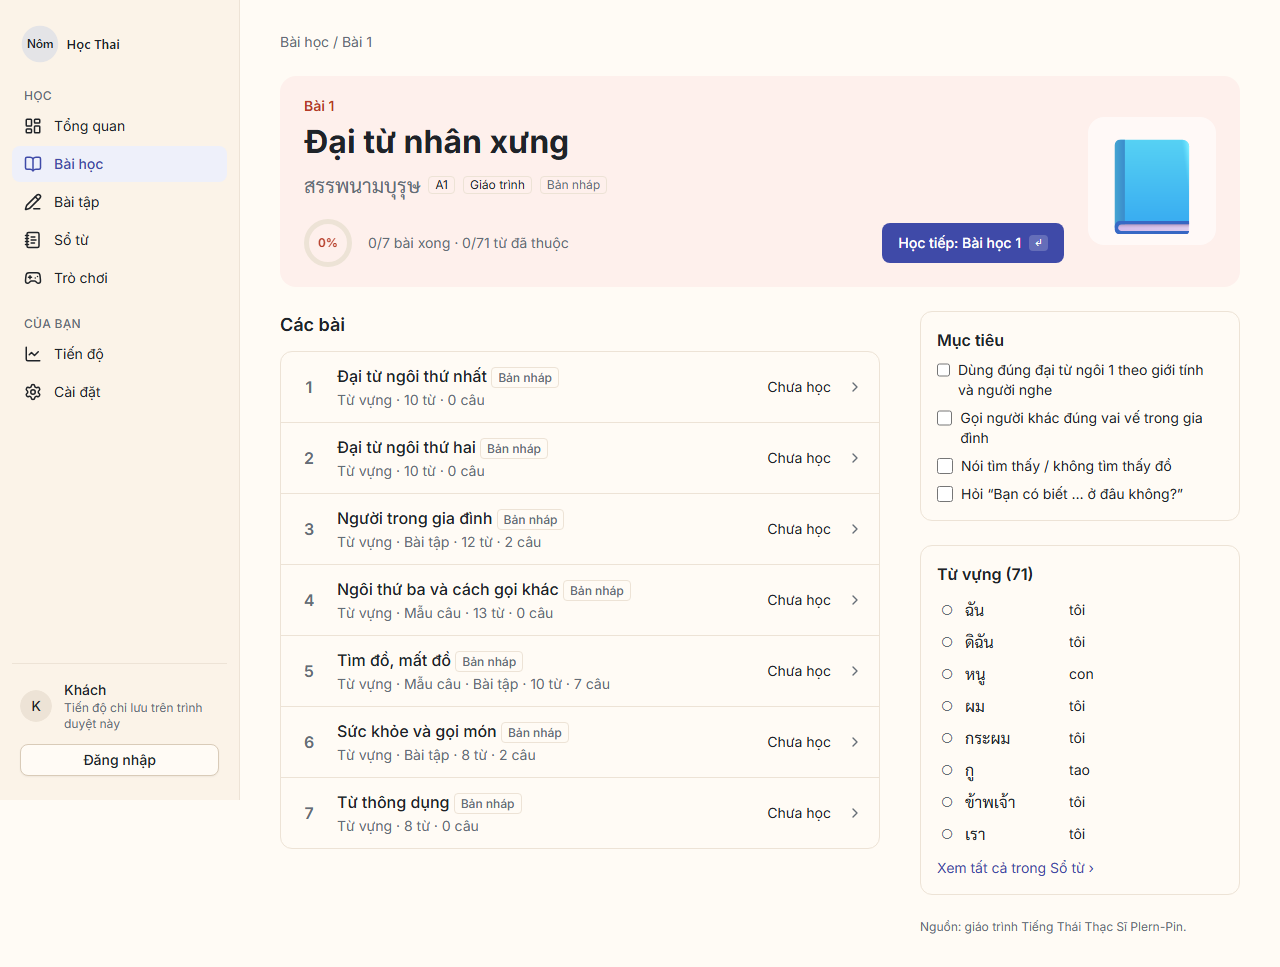 Nôm
Học Thai
HỌC
Tổng quan
Bài học
Bài tập
Sổ từ
Trò chơi
CỦA BẠN
Tiến độ
Cài đặt
K
Khách
Tiến độ chỉ lưu trên trình
duyệt này
Đăng nhập
Bài học / Bài 1
Bài 1
Đại từ nhân xưng
สรรพนามบุรุษ A1 Giáo trình Bản nháp
0% 0/7 bài xong · 0/71 từ đã thuộc
Học tiếp: Bài học 1
Các bài
1 Đại từ ngôi thứ nhất Bản nháp
Từ vựng · 10 từ · 0 câu
Chưa học
2 Đại từ ngôi thứ hai Bản nháp
Từ vựng · 10 từ · 0 câu
Chưa học
3 Người trong gia đình Bản nháp
Từ vựng · Bài tập · 12 từ · 2 câu
Chưa học
4 Ngôi thứ ba và cách gọi khác Bản nháp
Từ vựng · Mẫu câu · 13 từ · 0 câu
Chưa học
5 Tìm đồ, mất đồ Bản nháp
Từ vựng · Mẫu câu · Bài tập · 10 từ · 7 câu
Chưa học
6 Sức khỏe và gọi món Bản nháp
Từ vựng · Bài tập · 8 từ · 2 câu
Chưa học
7 Từ thông dụng Bản nháp
Từ vựng · 8 từ · 0 câu
Chưa học
Mục tiêu
Dùng đúng đại từ ngôi 1 theo giới tính
và người nghe
Gọi người khác đúng vai vế trong gia
đình
Nói tìm thấy / không tìm thấy đồ
Hỏi “Bạn có biết ... ở đâu không?”
Từ vựng (71)
ฉัน tôi
ดิฉัน tôi
หนู con
ผม tôi
กระผม tôi
กู tao
ข้าพเจ้า tôi
เรา tôi
Xem tất cả trong Sổ từ ›
Nguồn: giáo trình Tiếng Thái Thạc Sĩ Plern-Pin.